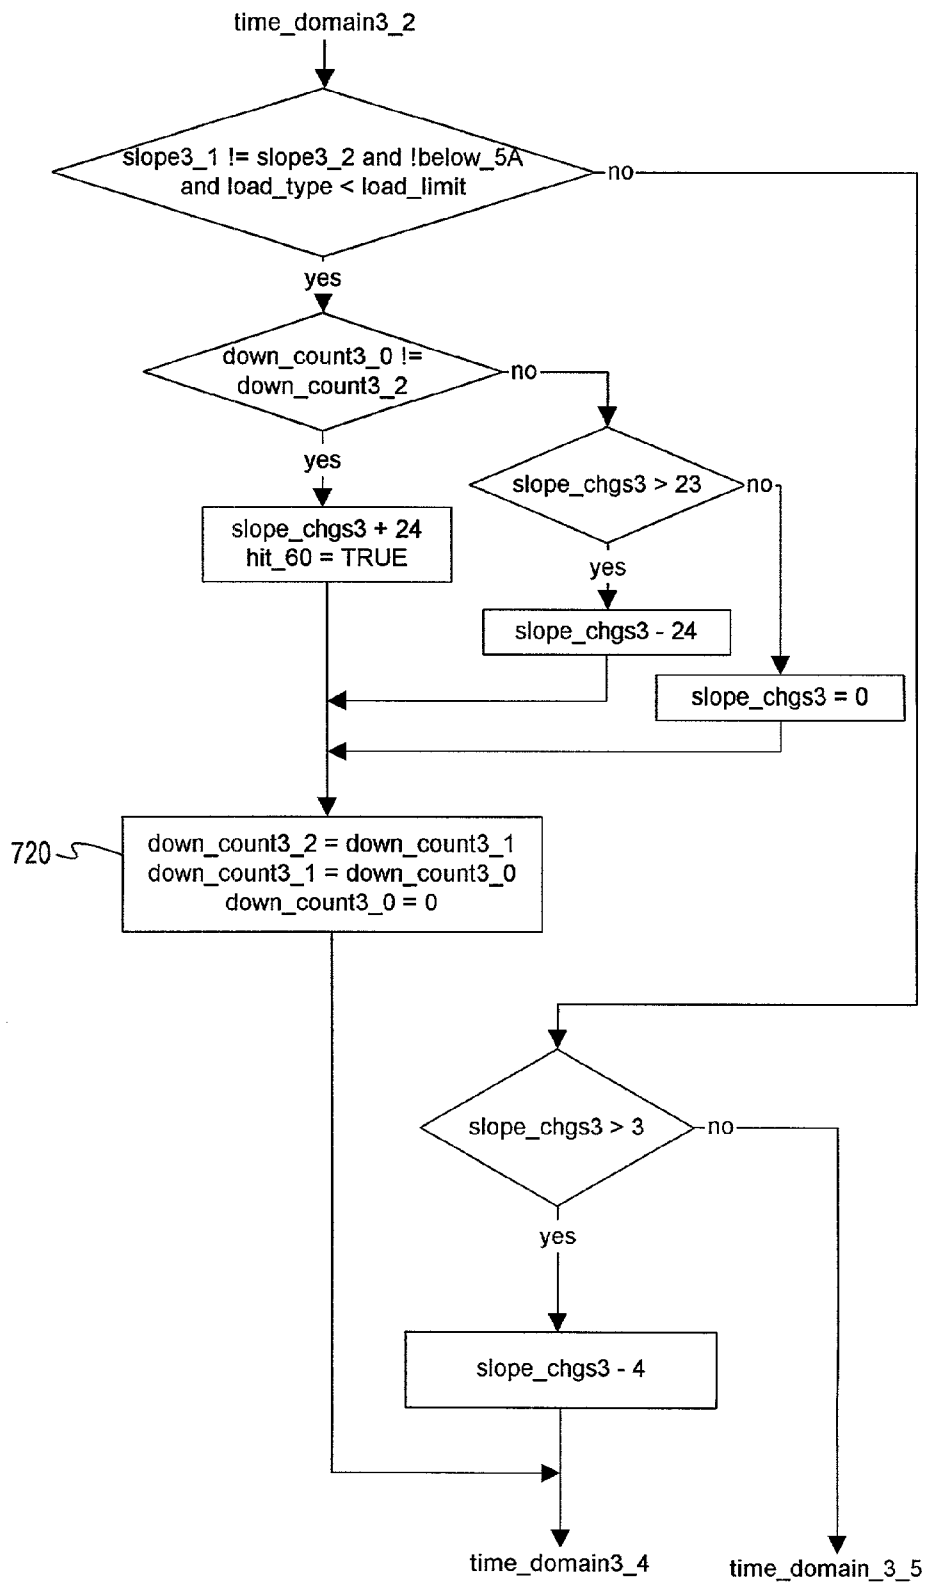 time_domain3_2
slope3_1 != slope3_2 and !below_5A
and load_type < load_limit
no
yes
down_count3_0 !=
down_count3_2
no
yes
slope_chgs3 > 23
no
slope_chgs3 + 24
hit_60 = TRUE
yes
slope_chgs3 - 24
slope_chgs3 = 0
720
down_count3_2 = down_count3_1
down_count3_1 = down_count3_0
down_count3_0 = 0
slope_chgs3 > 3
no
yes
slope_chgs3 - 4
time_domain3_4
time_domain_3_5